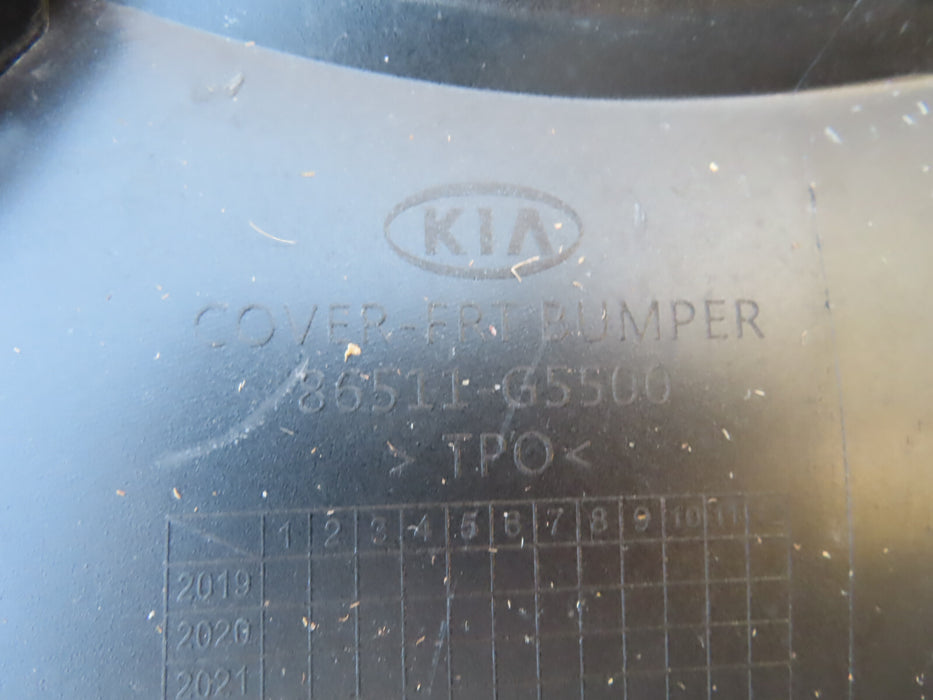 KIA
COVER-FRT BUMPER
86511-G5500
> TPO <
1 2 3 4 5 6 7 8 9 10 11
2019
2020
2021